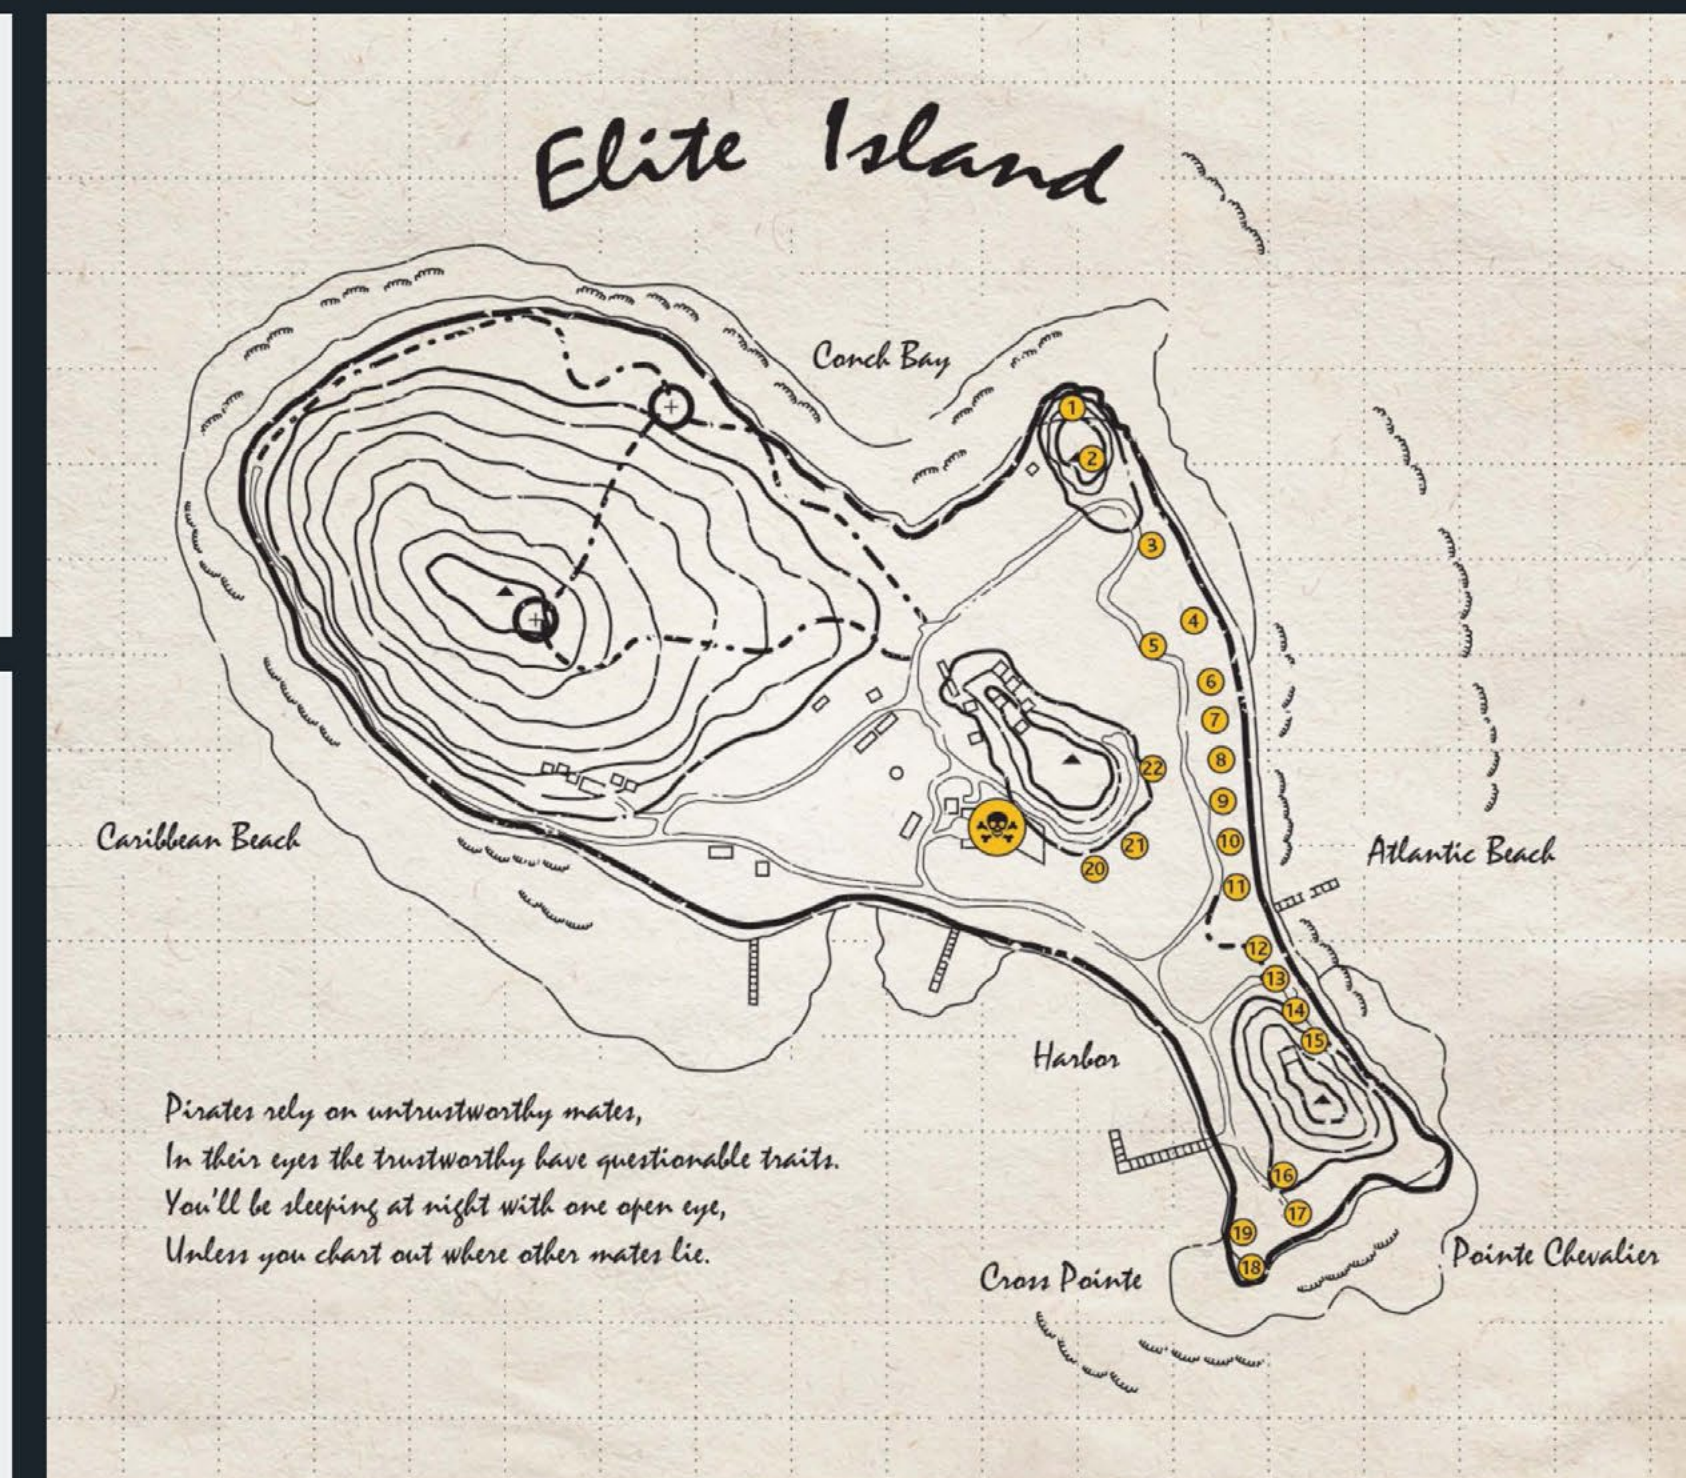 Elite Island
Conch Bay
1
2
3
4
5
6
7
8
9
10
11
12
13
14
15
16
17
18
19
20
21
22
Caribbean Beach
Atlantic Beach
Harbor
Cross Pointe
Pointe Chevalier
Pirates rely on untrustworthy mates,
In their eyes the trustworthy have questionable traits.
You'll be sleeping at night with one open eye,
Unless you chart out where other mates lie.